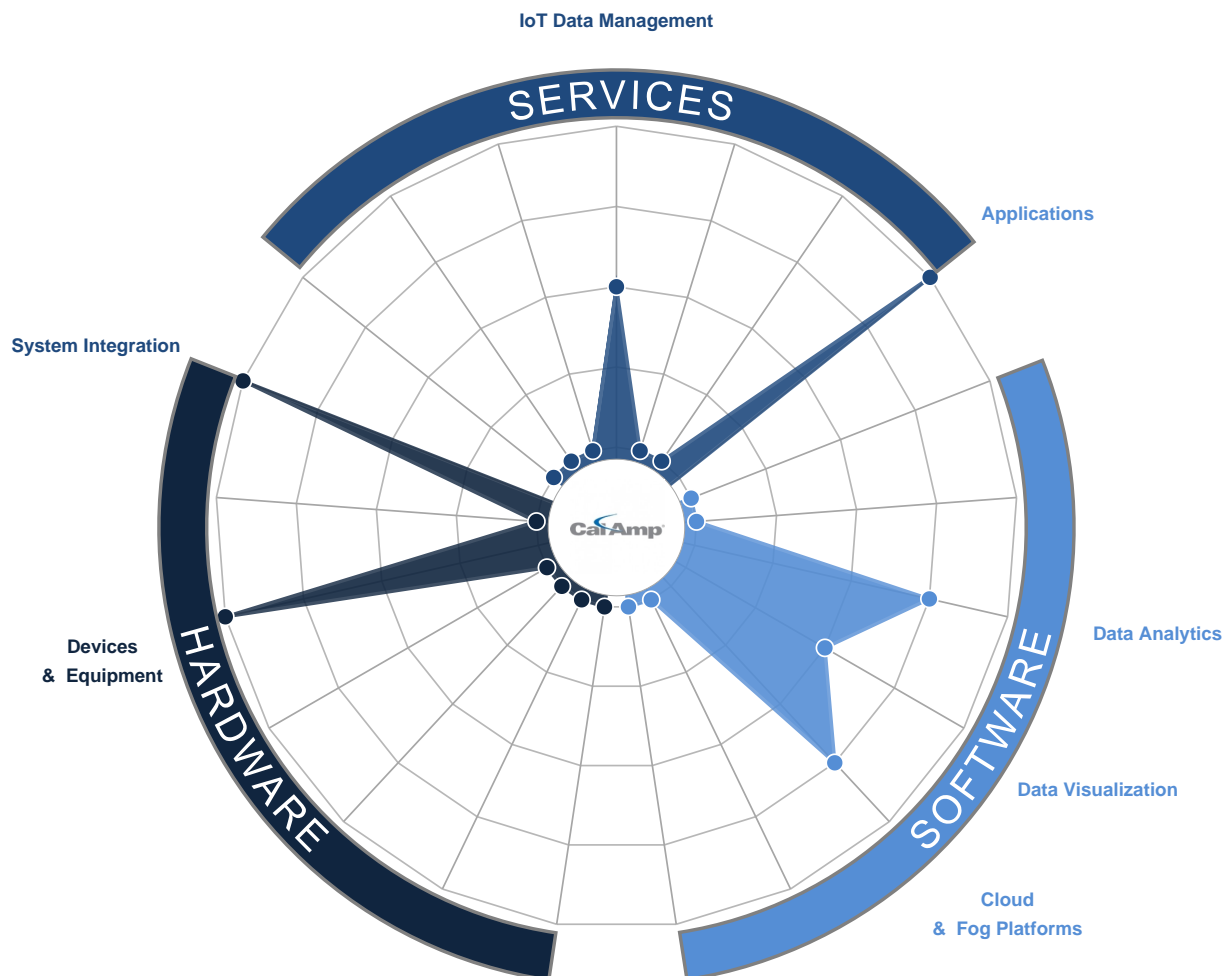 IoT Data Management
SERVICES
Applications
System Integration
CalAmp
Data Analytics
Devices
& Equipment
HARDWARE
SOFTWARE
Data Visualization
Cloud
& Fog Platforms